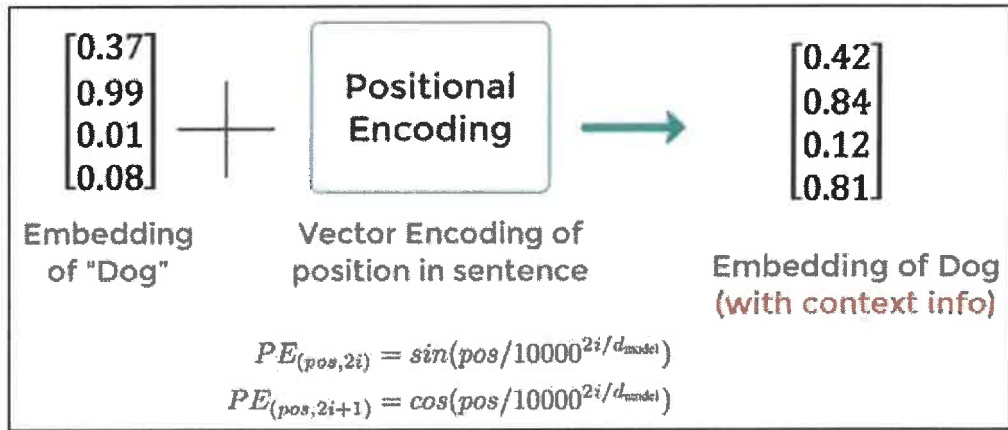 [0.37]
[0.99]
[0.01]
[0.08]
+
Positional
Encoding
→
[0.42]
[0.84]
[0.12]
[0.81]
Embedding
of "Dog"
Vector Encoding of
position in sentence
Embedding of Dog
(with context info)
PE(pos,2i) = sin(pos/10000^2i/d_model)
PE(pos,2i+1) = cos(pos/10000^2i/d_model)